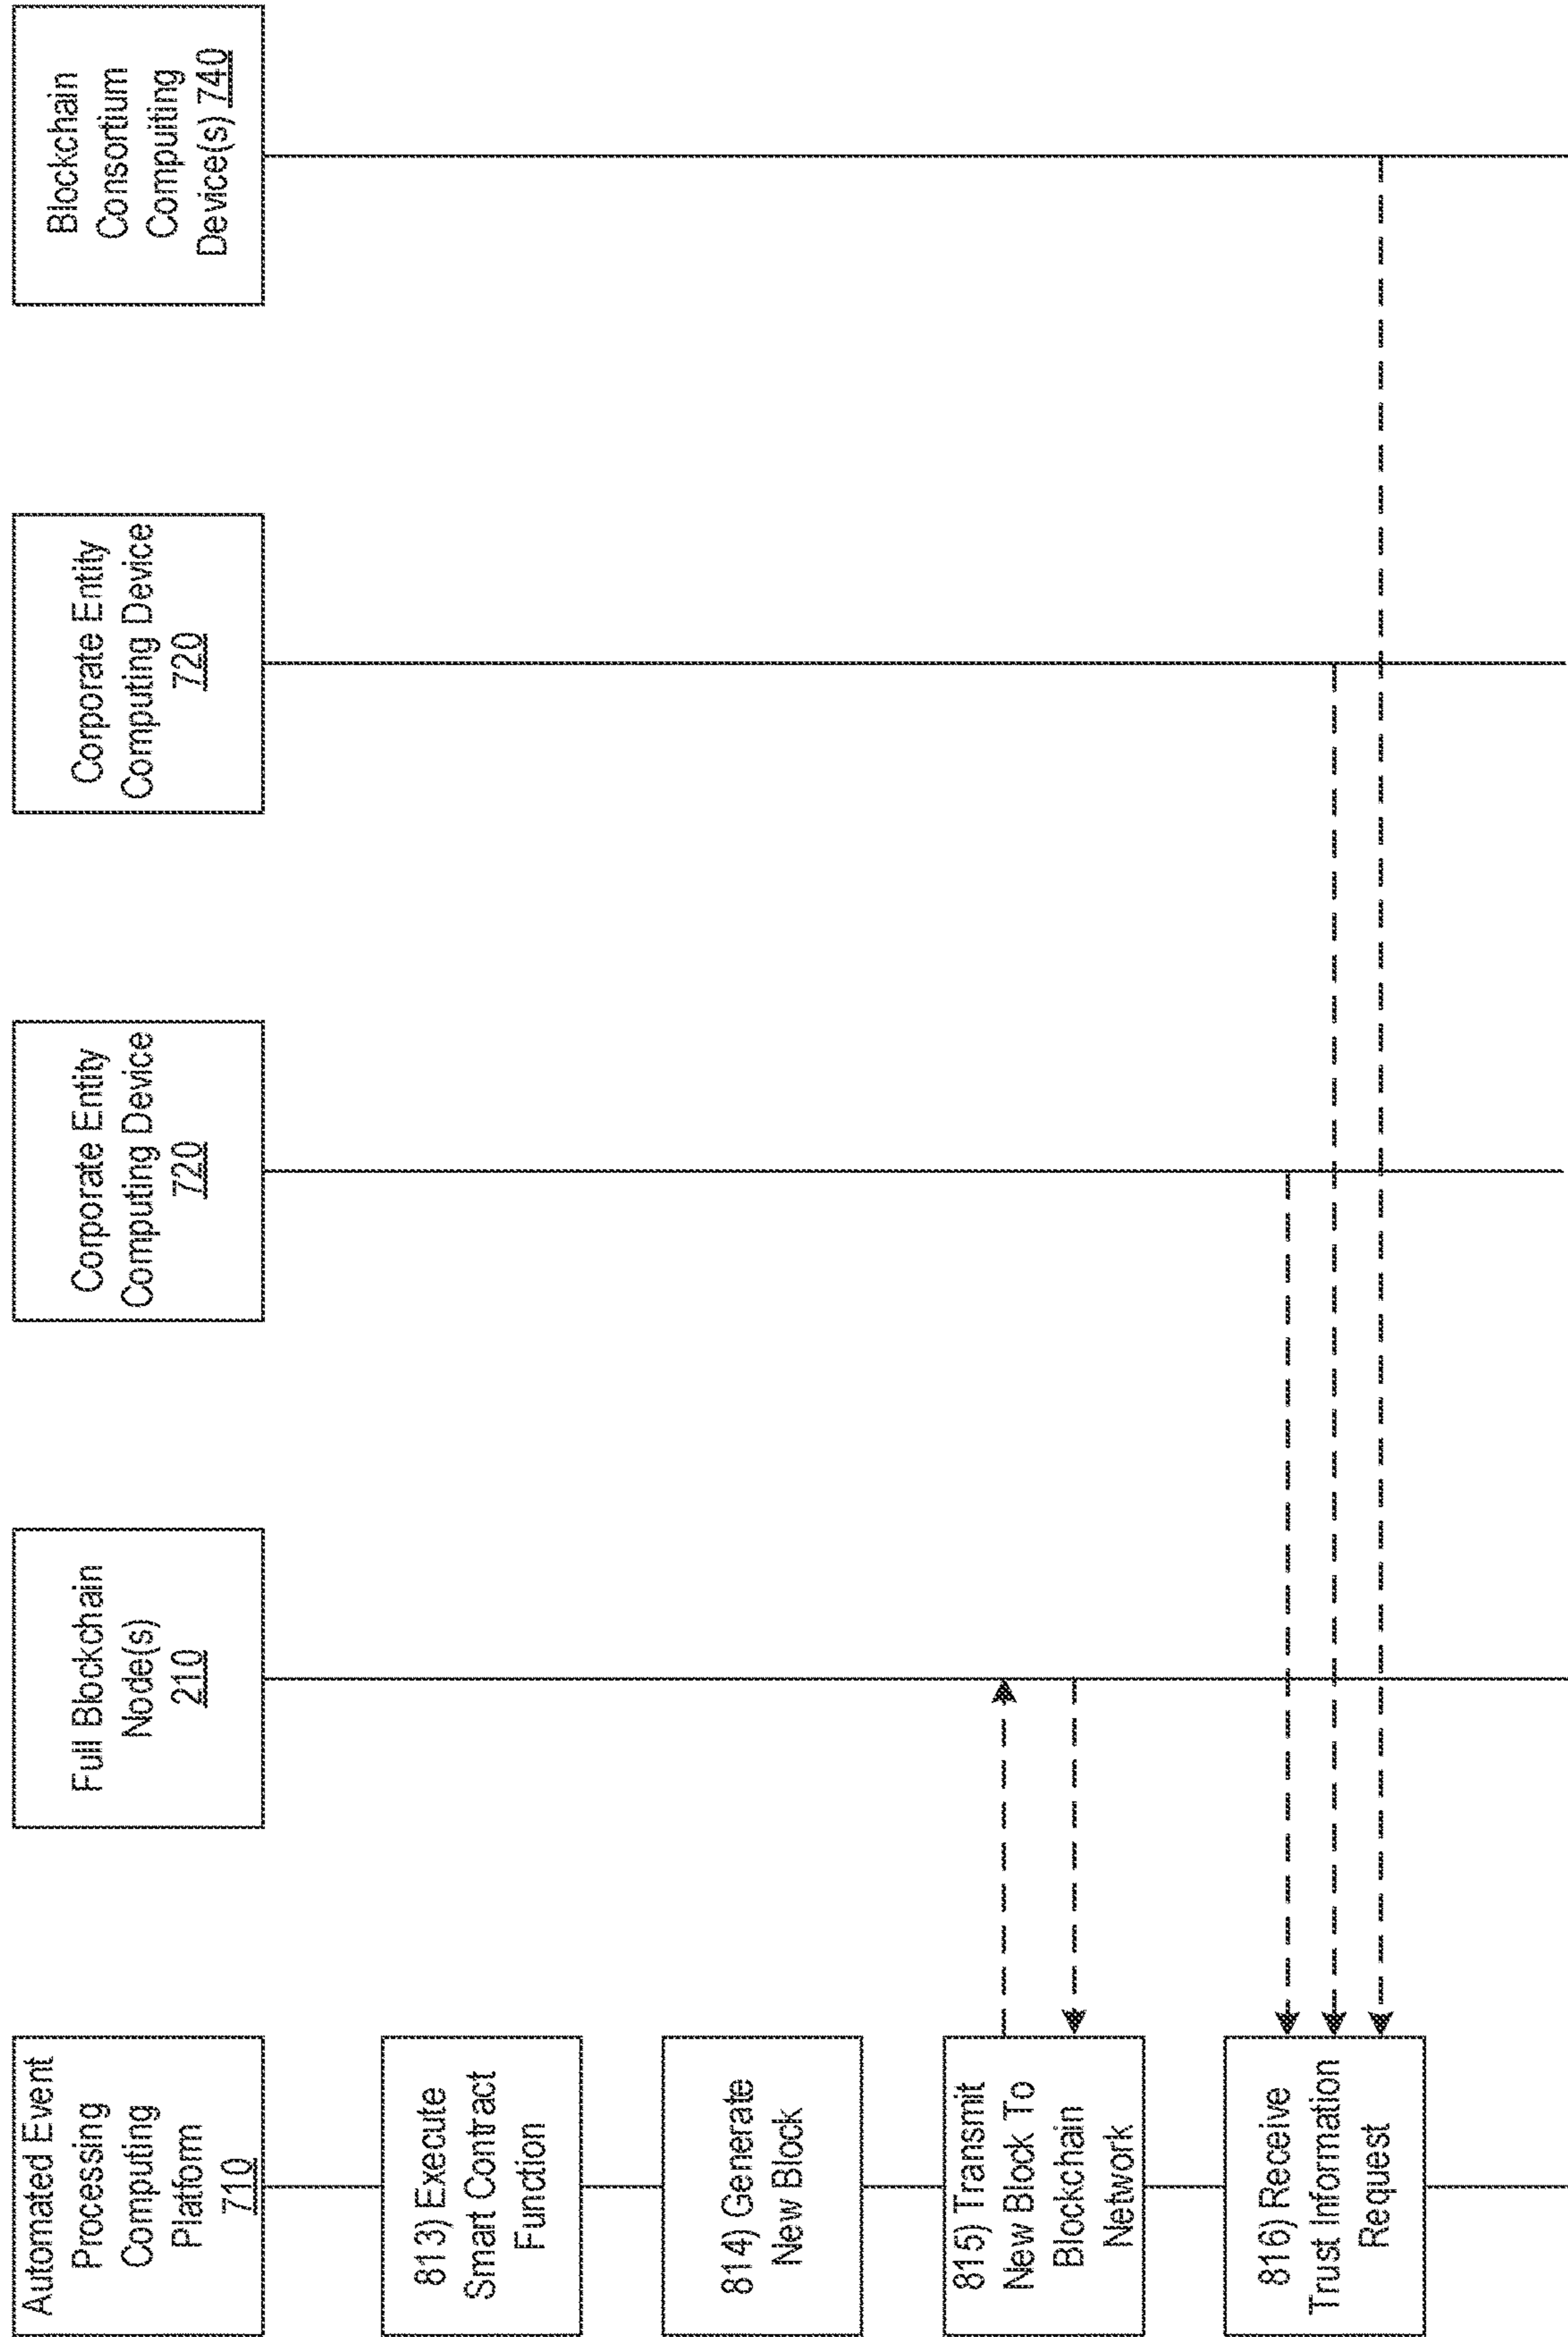 Automated Event
Processing
Computing
Platform
710
Full Blockchain
Node(s)
210
Corporate Entity
Computing Device
720
Corporate Entity
Computing Device
720
Blockchain
Consortium
Compuiting
Device(s) 740
813) Execute
Smart Contract
Function
814) Generate
New Block
815) Transmit
New Block To
Blockchain
Network
816) Receive
Trust Information
Request